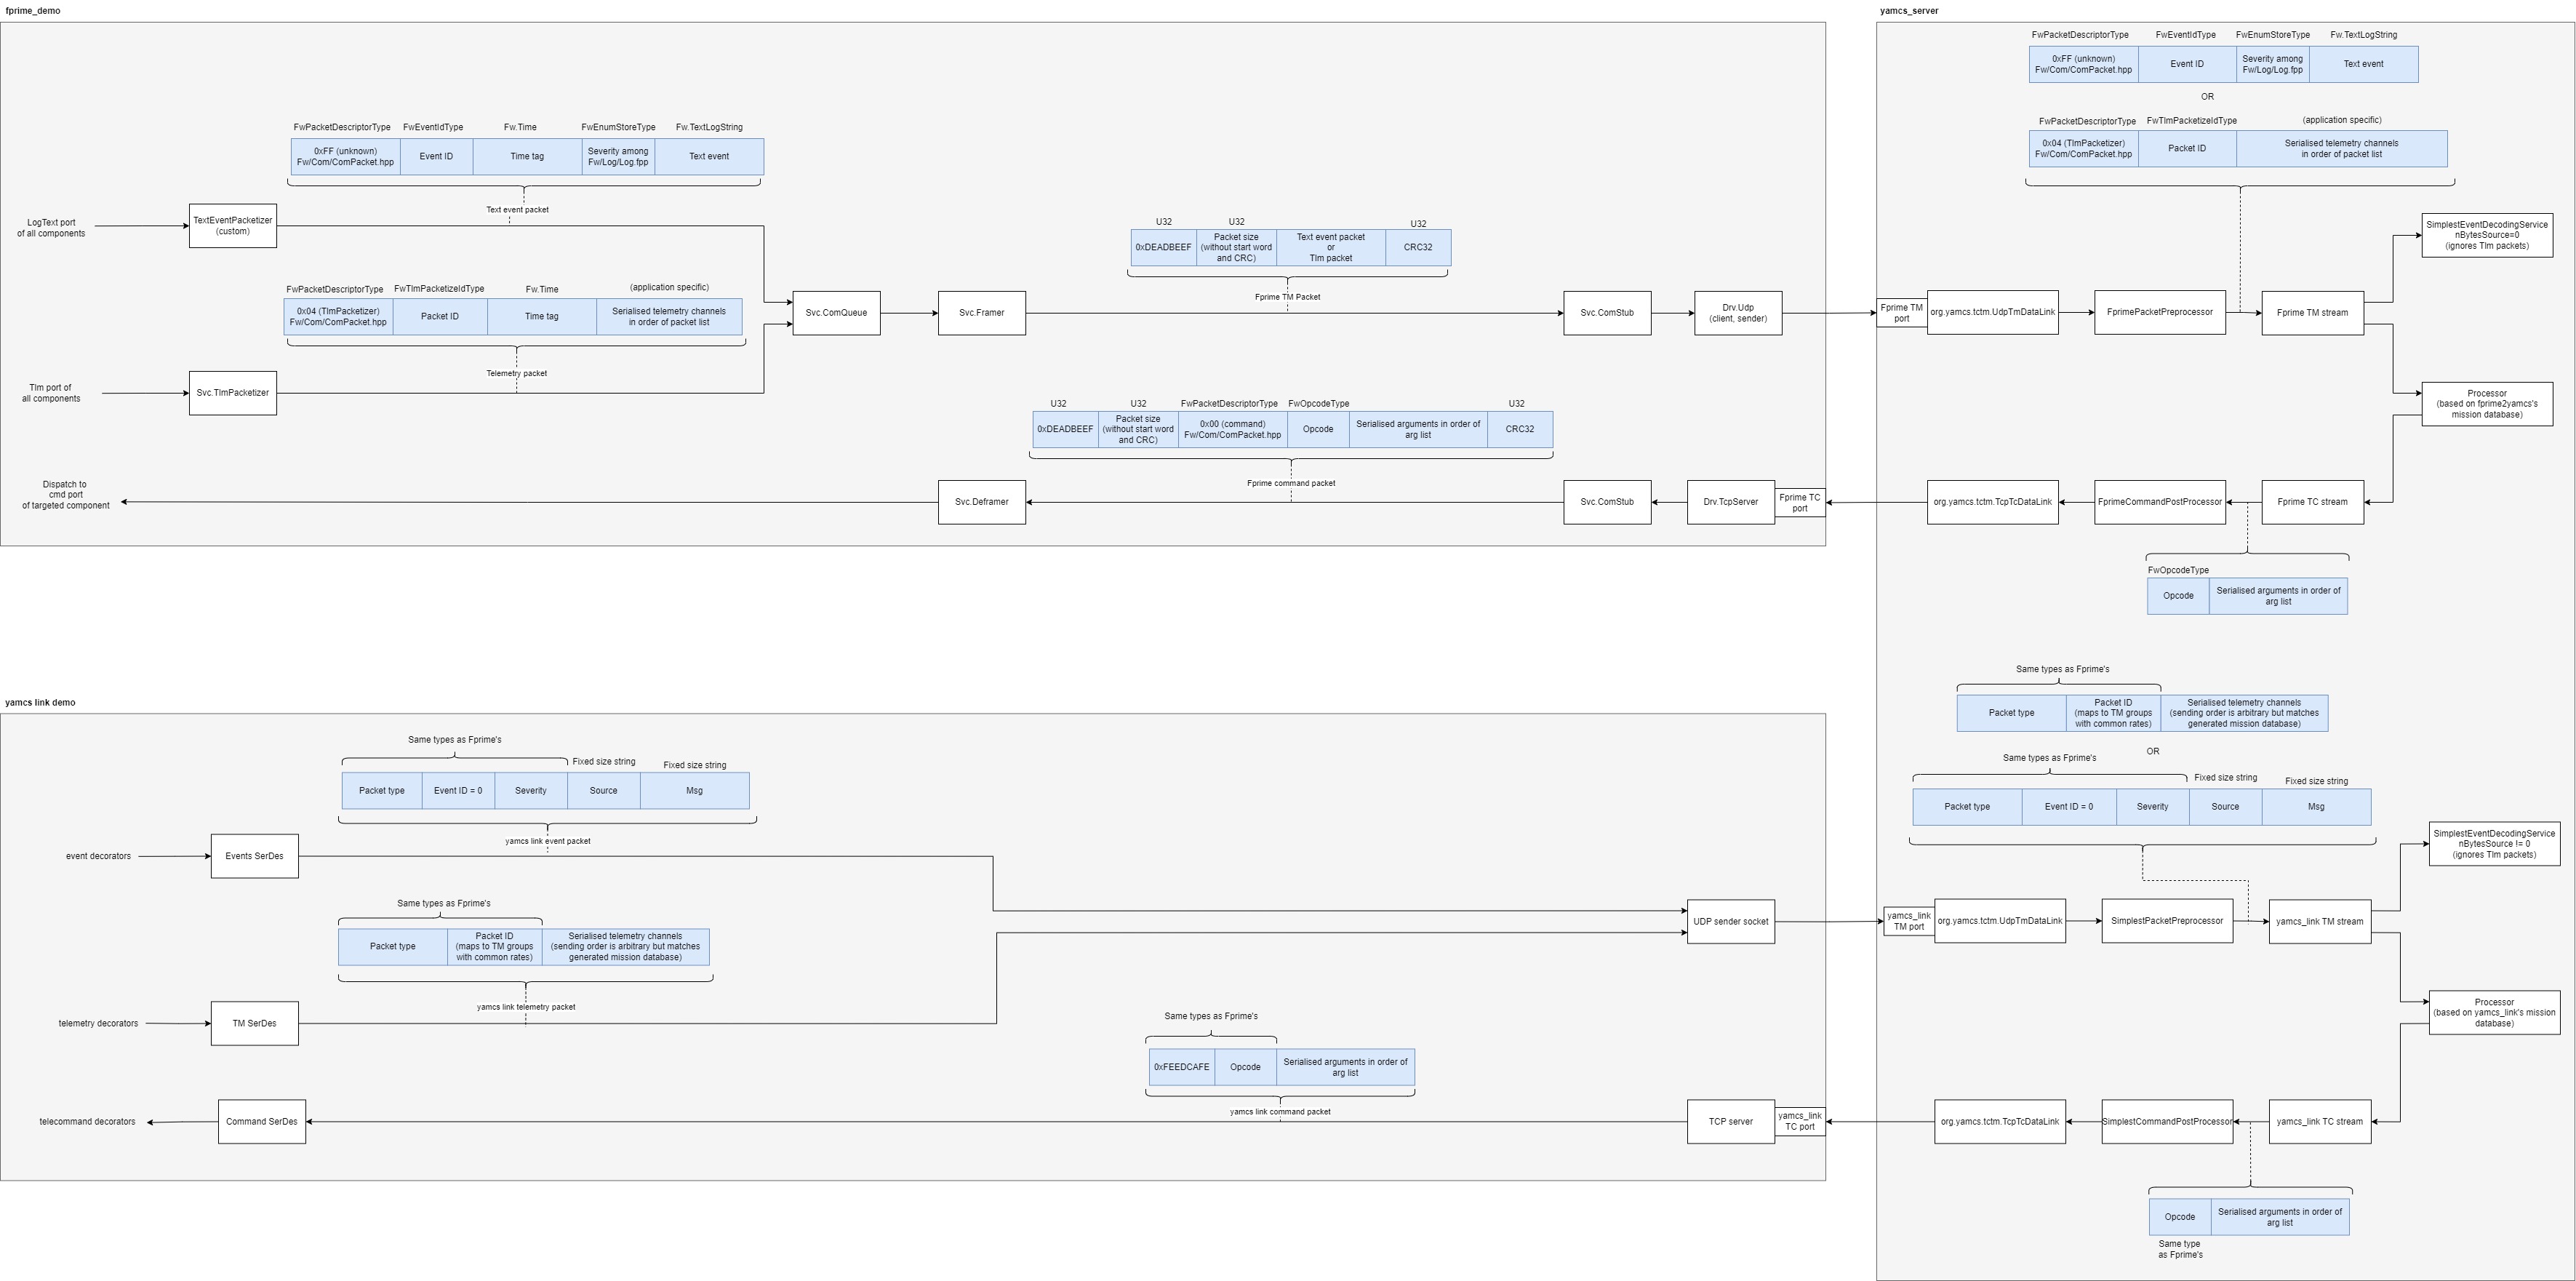 fprime_demo
FwPacketDescriptorType
FwEventIdType
Fw.Time
FwEnumStoreType
Fw.TextLogString
0xFF (unknown)
Fw/Com/ComPacket.hpp
Event ID
Time tag
Severity among
Fw/Log/Log.fpp
Text event
Text event packet
LogText port
of all components
TextEventPacketizer
(custom)
FwPacketDescriptorType
FwTlmPacketizeIdType
Fw.Time
(application specific)
0x04 (TlmPacketizer)
Fw/Com/ComPacket.hpp
Packet ID
Time tag
Serialised telemetry channels
in order of packet list
Telemetry packet
Tlm port of
all components
Svc.TlmPacketizer
Svc.ComQueue
Svc.Framer
U32
U32
U32
0xDEADBEEF
Packet size
(without start word
and CRC)
Text event packet
or
Tlm packet
CRC32
Fprime TM Packet
Svc.ComStub
Drv.Udp
(client, sender)
U32
U32
FwPacketDescriptorType
FwOpcodeType
U32
0xDEADBEEF
Packet size
(without start word
and CRC)
0x00 (command)
Fw/Com/ComPacket.hpp
Opcode
Serialised arguments in order of
arg list
CRC32
Fprime command packet
Dispatch to
cmd port
of targeted component
Svc.Deframer
Svc.ComStub
Drv.TcpServer
Fprime TC
port
yamcs_server
FwPacketDescriptorType
FwEventIdType
FwEnumStoreType
Fw.TextLogString
0xFF (unknown)
Fw/Com/ComPacket.hpp
Event ID
Severity among
Fw/Log/Log.fpp
Text event
OR
FwPacketDescriptorType
FwTlmPacketizeIdType
(application specific)
0x04 (TlmPacketizer)
Fw/Com/ComPacket.hpp
Packet ID
Serialised telemetry channels
in order of packet list
SimplestEventDecodingService
nBytesSource=0
(ignores Tlm packets)
Fprime TM
port
org.yamcs.tctm.UdpTmDataLink
FprimePacketPreprocessor
Fprime TM stream
Processor
(based on fprime2yamcs's
mission database)
org.yamcs.tctm.TcpTcDataLink
FprimeCommandPostProcessor
Fprime TC stream
FwOpcodeType
Opcode
Serialised arguments in order of
arg list
Same types as Fprime's
Packet type
Packet ID
(maps to TM groups
with common rates)
Serialised telemetry channels
(sending order is arbitrary but matches
generated mission database)
OR
Same types as Fprime's
Fixed size string
Fixed size string
Packet type
Event ID = 0
Severity
Source
Msg
SimplestEventDecodingService
nBytesSource != 0
(ignores Tlm packets)
yamcs_link
TM port
org.yamcs.tctm.UdpTmDataLink
SimplestPacketPreprocessor
yamcs_link TM stream
Processor
(based on yamcs_link's mission
database)
org.yamcs.tctm.TcpTcDataLink
SimplestCommandPostProcessor
yamcs_link TC stream
Opcode
Serialised arguments in order of
arg list
Same type
as Fprime's
yamcs link demo
Same types as Fprime's
Fixed size string
Fixed size string
Packet type
Event ID = 0
Severity
Source
Msg
yamcs link event packet
event decorators
Events SerDes
Same types as Fprime's
Packet type
Packet ID
(maps to TM groups
with common rates)
Serialised telemetry channels
(sending order is arbitrary but matches
generated mission database)
yamcs link telemetry packet
telemetry decorators
TM SerDes
UDP sender socket
Same types as Fprime's
0xFEEDCAFE
Opcode
Serialised arguments in order of
arg list
yamcs link command packet
telecommand decorators
Command SerDes
TCP server
yamcs_link
TC port